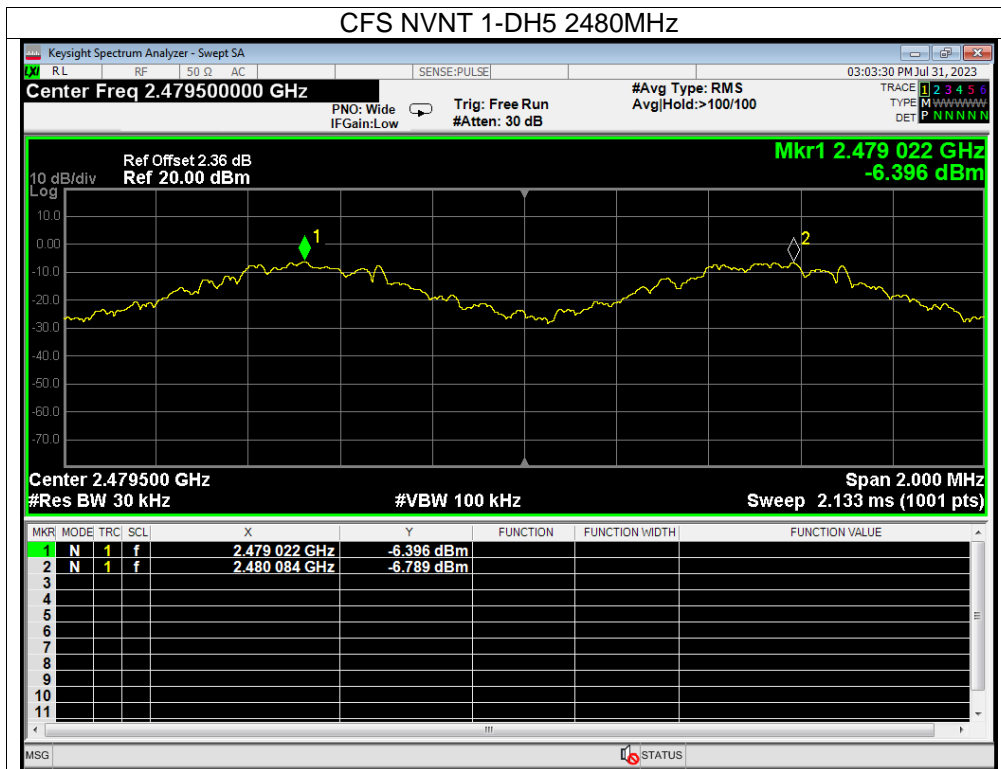 CFS NVNT 1-DH5 2480MHz
Keysight Spectrum Analyzer - Swept SA
LXI RL RF 50 Ω AC SENSE:PULSE 03:03:30 PM Jul 31, 2023
Center Freq 2.479500000 GHz #Avg Type: RMS TRACE 1 2 3 4 5 6
PNO: Wide Trig: Free Run Avg|Hold:>100/100 TYPE M WWWWW
IFGain:Low #Atten: 30 dB DET P N N N N N
Mkr1 2.479 022 GHz
-6.396 dBm
Ref Offset 2.36 dB
10 dB/div Ref 20.00 dBm
Log
10.0
0.00
-10.0
-20.0
-30.0
-40.0
-50.0
-60.0
-70.0
1
2
Center 2.479500 GHz Span 2.000 MHz
#Res BW 30 kHz #VBW 100 kHz Sweep 2.133 ms (1001 pts)
MKR MODE TRC SCL X Y FUNCTION FUNCTION WIDTH FUNCTION VALUE
1 N 1 f 2.479 022 GHz -6.396 dBm
2 N 1 f 2.480 084 GHz -6.789 dBm
3
4
5
6
7
8
9
10
11
MSG STATUS